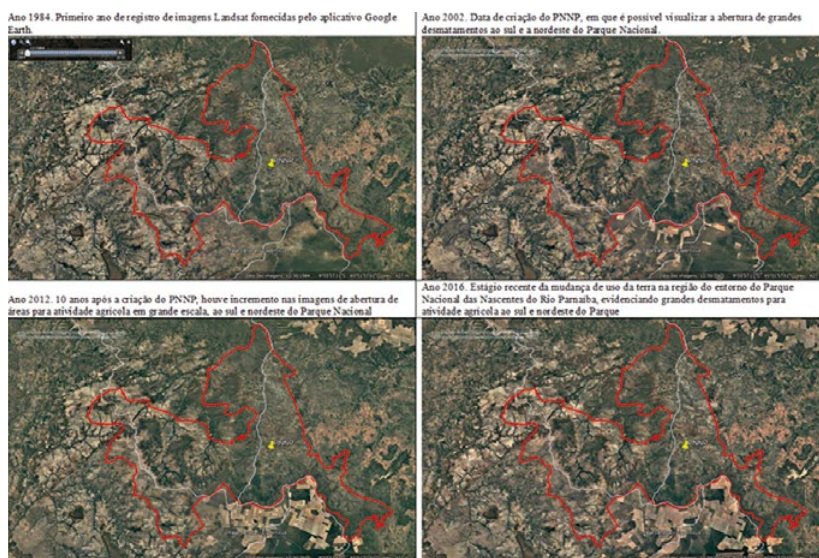 Ano 1984. Primeiro ano de registro de imagens Landsat fornecidas pelo aplicativo Google
Earth.
Ano 2002. Data de criação do PNNP, em que é possível visualizar a abertura de grandes
desmatamentos ao sul e a nordeste do Parque Nacional.
Ano 2012. 10 anos após a criação do PNNP, houve incremento nas imagens de abertura de
áreas para atividade agrícola em grande escala, ao sul e nordeste do Parque Nacional
Ano 2016. Estágio recente da mudança de uso da terra na região do entorno do Parque
Nacional das Nascentes do Rio Parnaíba, evidenciando grandes desmatamentos para
atividade agrícola ao sul e nordeste do Parque